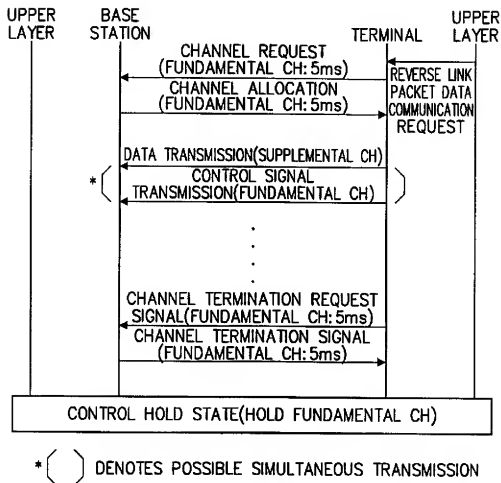 UPPER LAYER
BASE STATION
TERMINAL
UPPER LAYER
CHANNEL REQUEST
(FUNDAMENTAL CH:5ms)
REVERSE LINK
PACKET DATA
COMMUNICATION
REQUEST
CHANNEL ALLOCATION
(FUNDAMENTAL CH:5ms)
DATA TRANSMISSION(SUPPLEMENTAL CH)
*( )
CONTROL SIGNAL
TRANSMISSION(FUNDAMENTAL CH)
CHANNEL TERMINATION REQUEST
SIGNAL(FUNDAMENTAL CH:5ms)
CHANNEL TERMINATION SIGNAL
(FUNDAMENTAL CH:5ms)
CONTROL HOLD STATE(HOLD FUNDAMENTAL CH)
*( ) DENOTES POSSIBLE SIMULTANEOUS TRANSMISSION